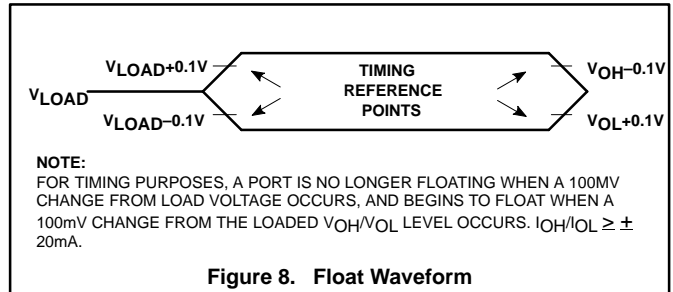 VLOAD+0.1V
VLOAD
VLOAD–0.1V
TIMING
REFERENCE
POINTS
VOH–0.1V
VOL+0.1V
NOTE:
FOR TIMING PURPOSES, A PORT IS NO LONGER FLOATING WHEN A 100MV
CHANGE FROM LOAD VOLTAGE OCCURS, AND BEGINS TO FLOAT WHEN A
100mV CHANGE FROM THE LOADED VOH/VOL LEVEL OCCURS. IOH/IOL ≥ ±
20mA.
Figure 8. Float Waveform